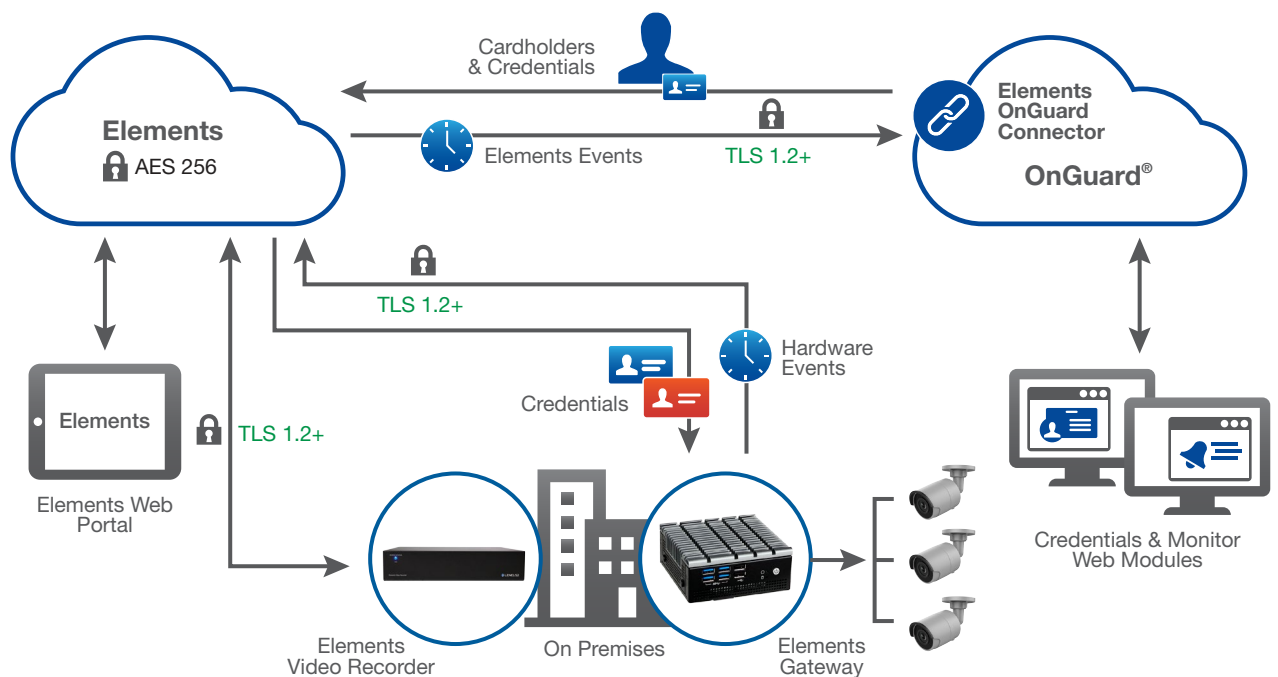 Cardholders
& Credentials
Elements
AES 256
Elements Events
TLS 1.2+
Elements
OnGuard
Connector
OnGuard®
TLS 1.2+
Hardware
Events
Credentials
Elements
TLS 1.2+
Elements Web
Portal
Credentials & Monitor
Web Modules
Elements
Video Recorder
On Premises
Elements
Gateway